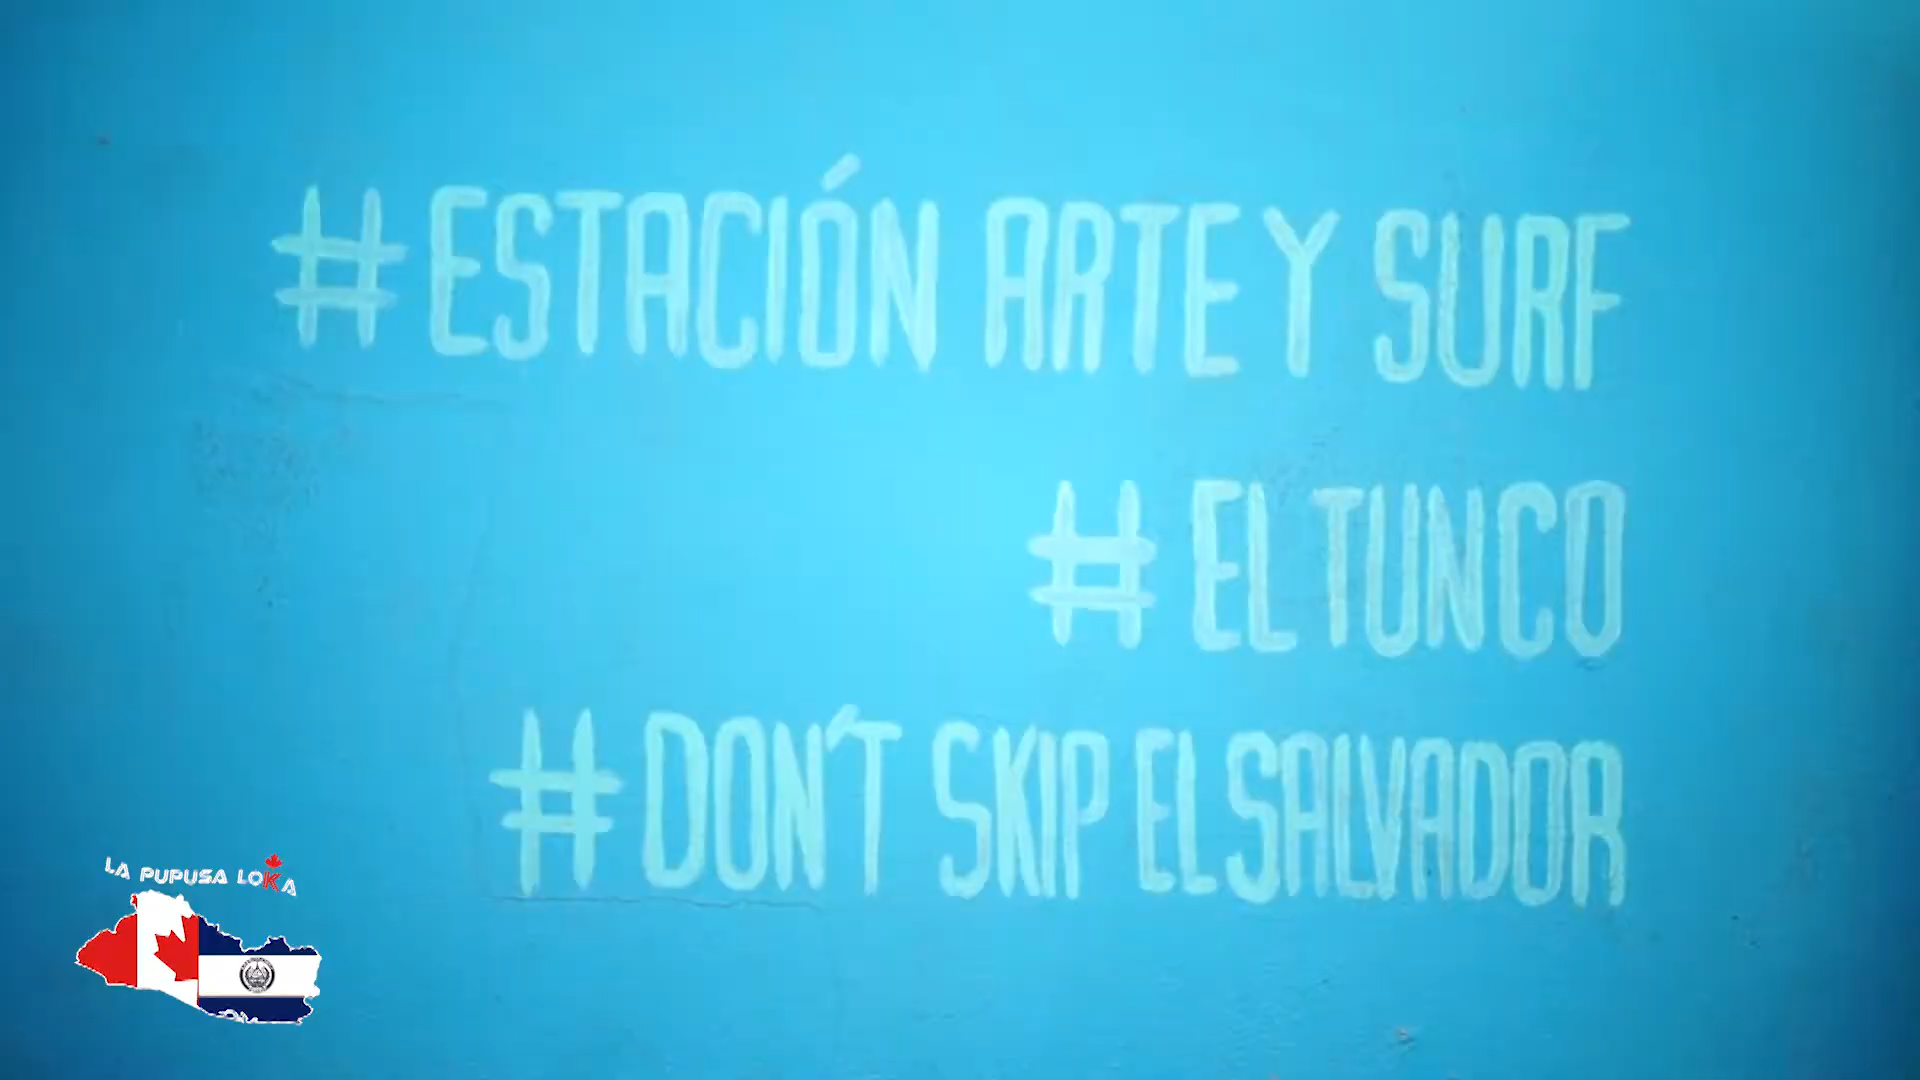 # ESTACIÓN ARTE Y SURF
# EL TUNCO
# DON'T SKIP EL SALVADOR
LA PUPUSA LOKA